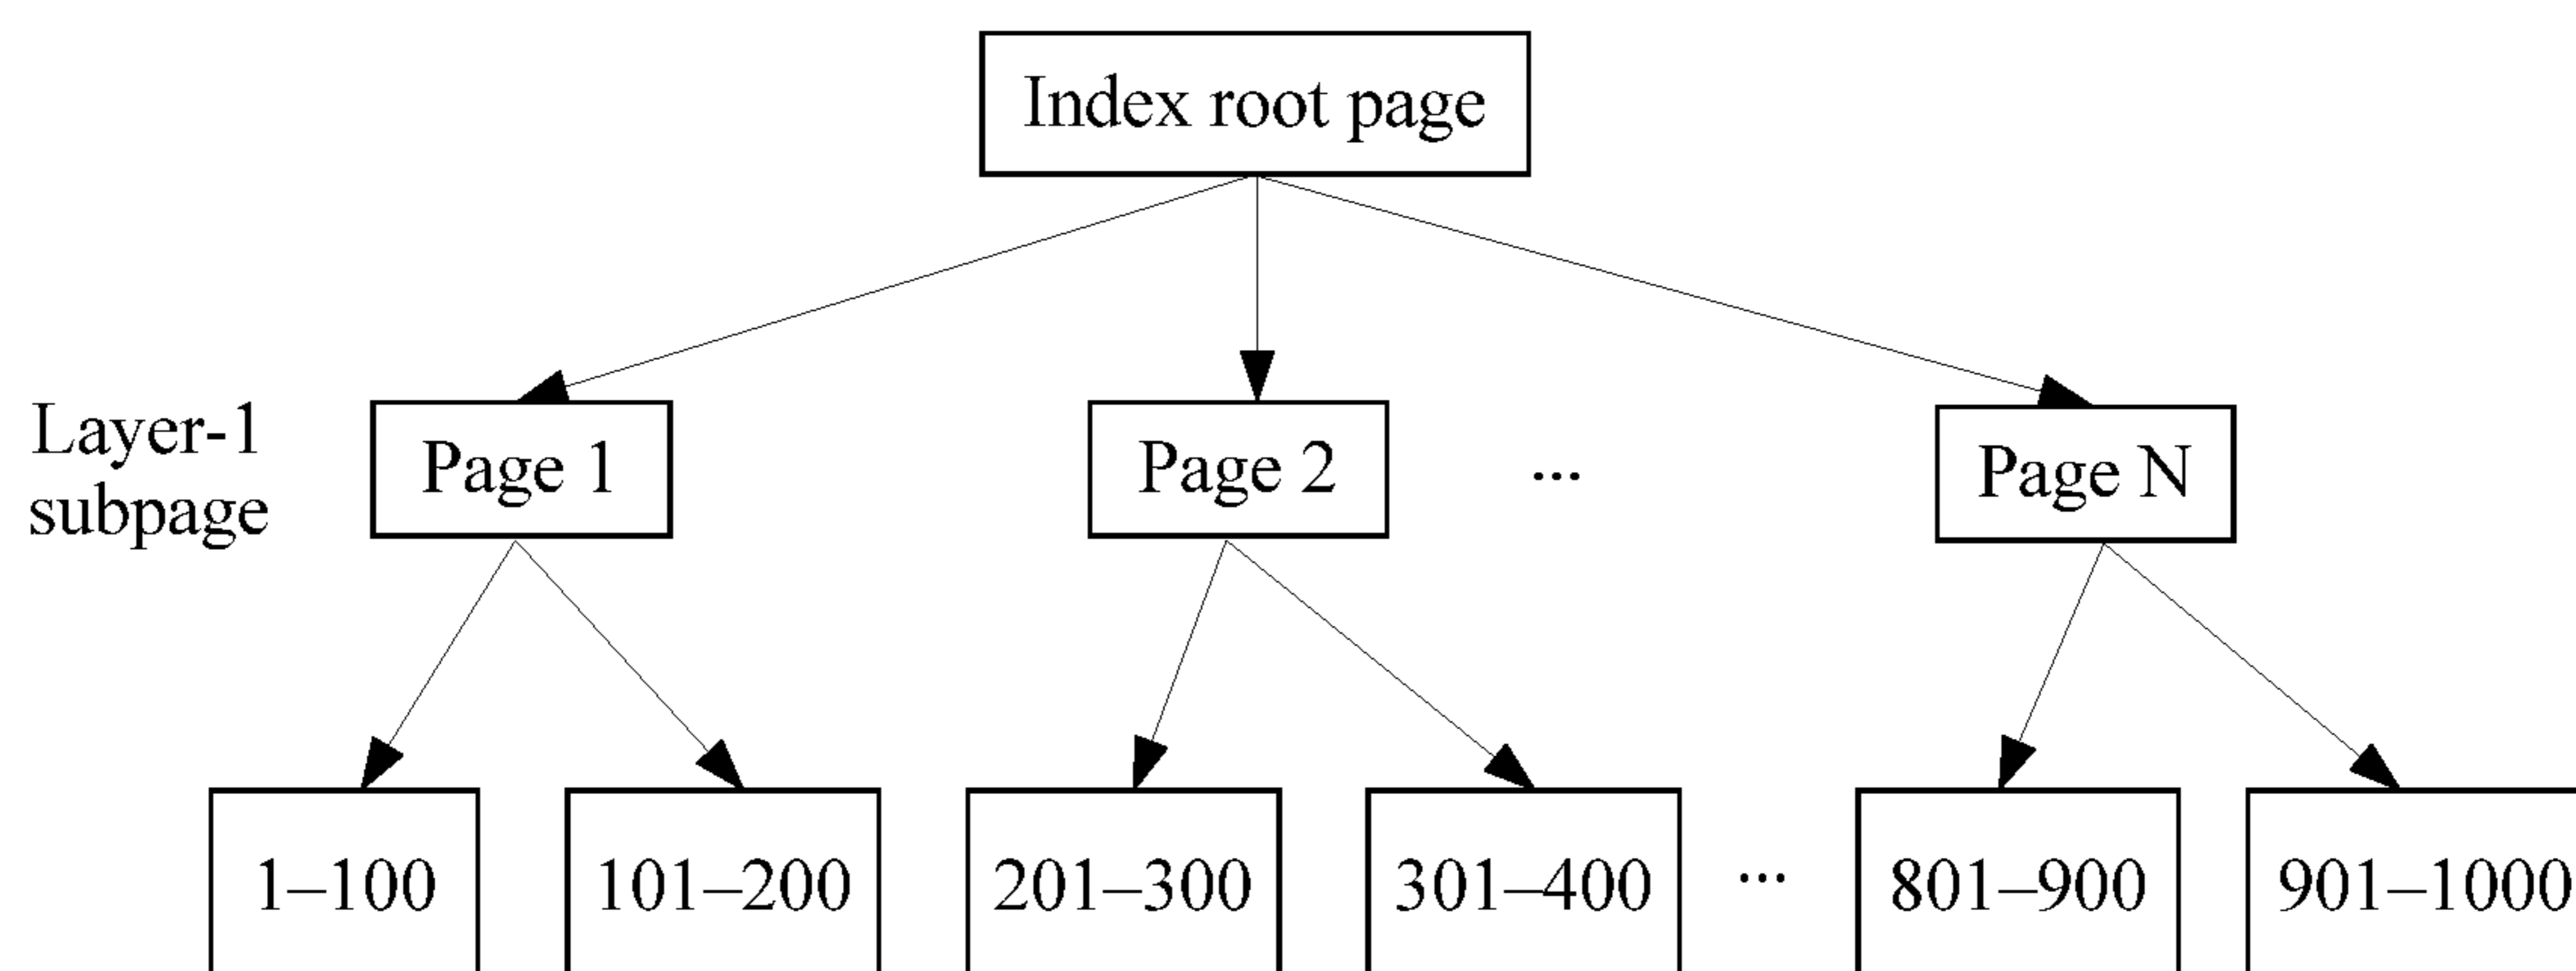 Index root page
Layer-1
subpage
Page 1
Page 2
...
Page N
1–100
101–200
201–300
301–400
...
801–900
901–1000